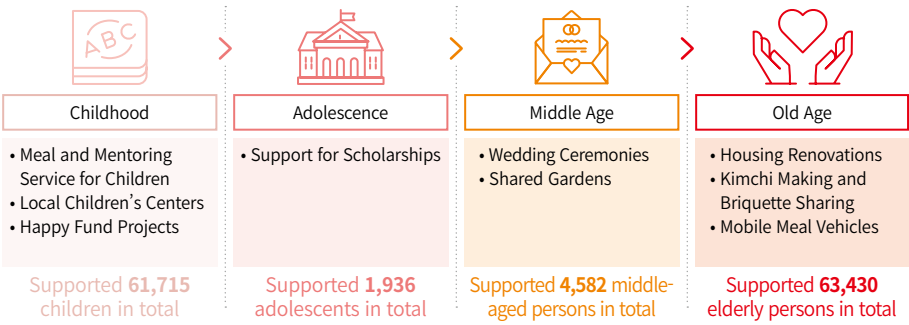 ABC
Childhood
• Meal and Mentoring
Service for Children
• Local Children’s Centers
• Happy Fund Projects
Supported 61,715
children in total
Adolescence
• Support for Scholarships
Supported 1,936
adolescents in total
Middle Age
• Wedding Ceremonies
• Shared Gardens
Supported 4,582 middle-
aged persons in total
Old Age
• Housing Renovations
• Kimchi Making and
Briquette Sharing
• Mobile Meal Vehicles
Supported 63,430
elderly persons in total